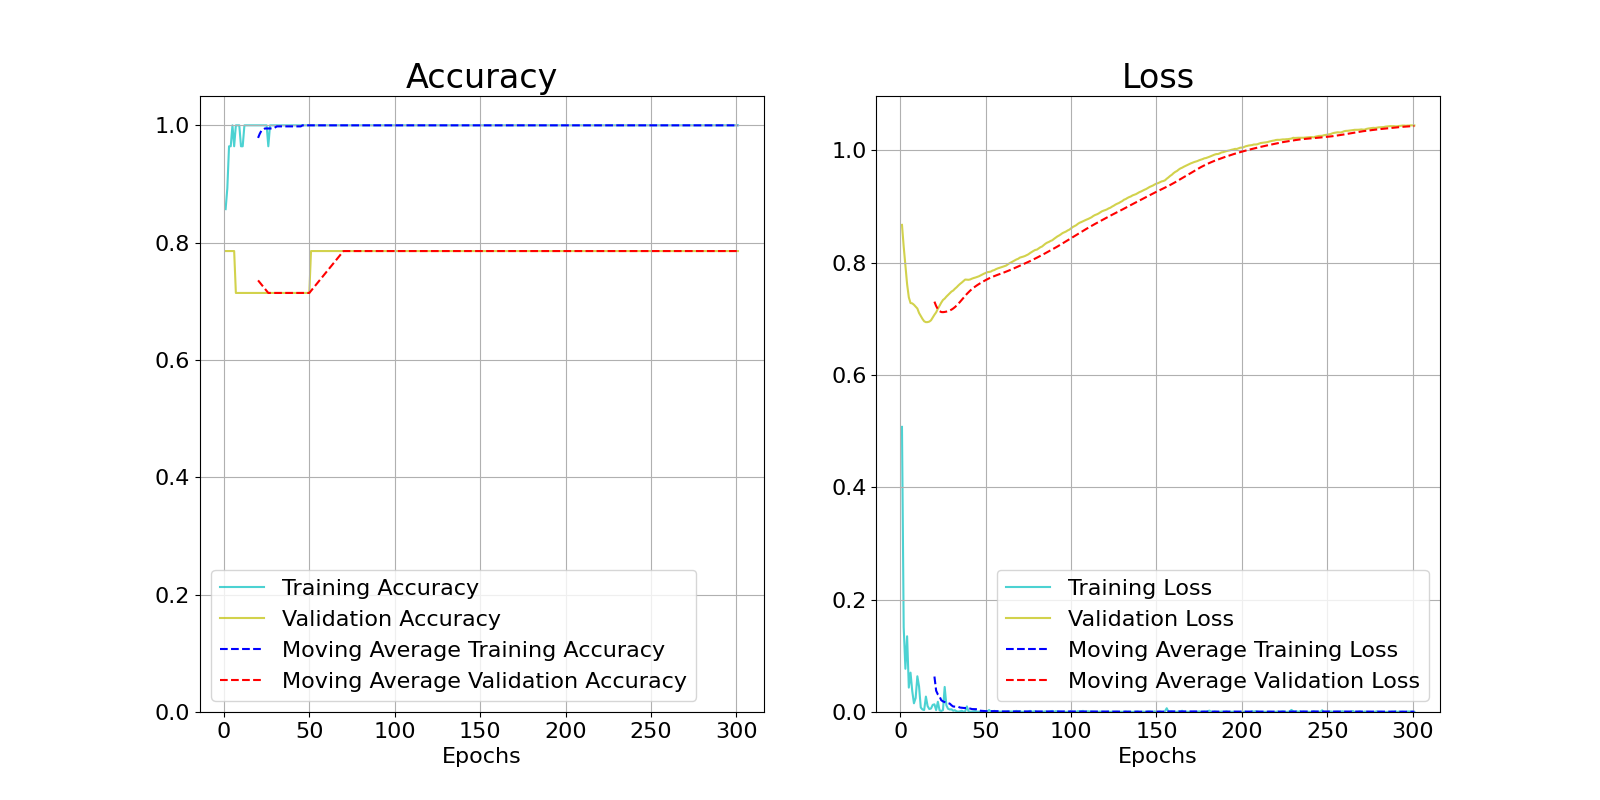 Accuracy
1.0
0.8
0.6
0.4
0.2
0.0
Training Accuracy
Validation Accuracy
Moving Average Training Accuracy
Moving Average Validation Accuracy
0 50 100 150 200 250 300
Epochs
Loss
1.0
0.8
0.6
0.4
0.2
0.0
Training Loss
Validation Loss
Moving Average Training Loss
Moving Average Validation Loss
0 50 100 150 200 250 300
Epochs